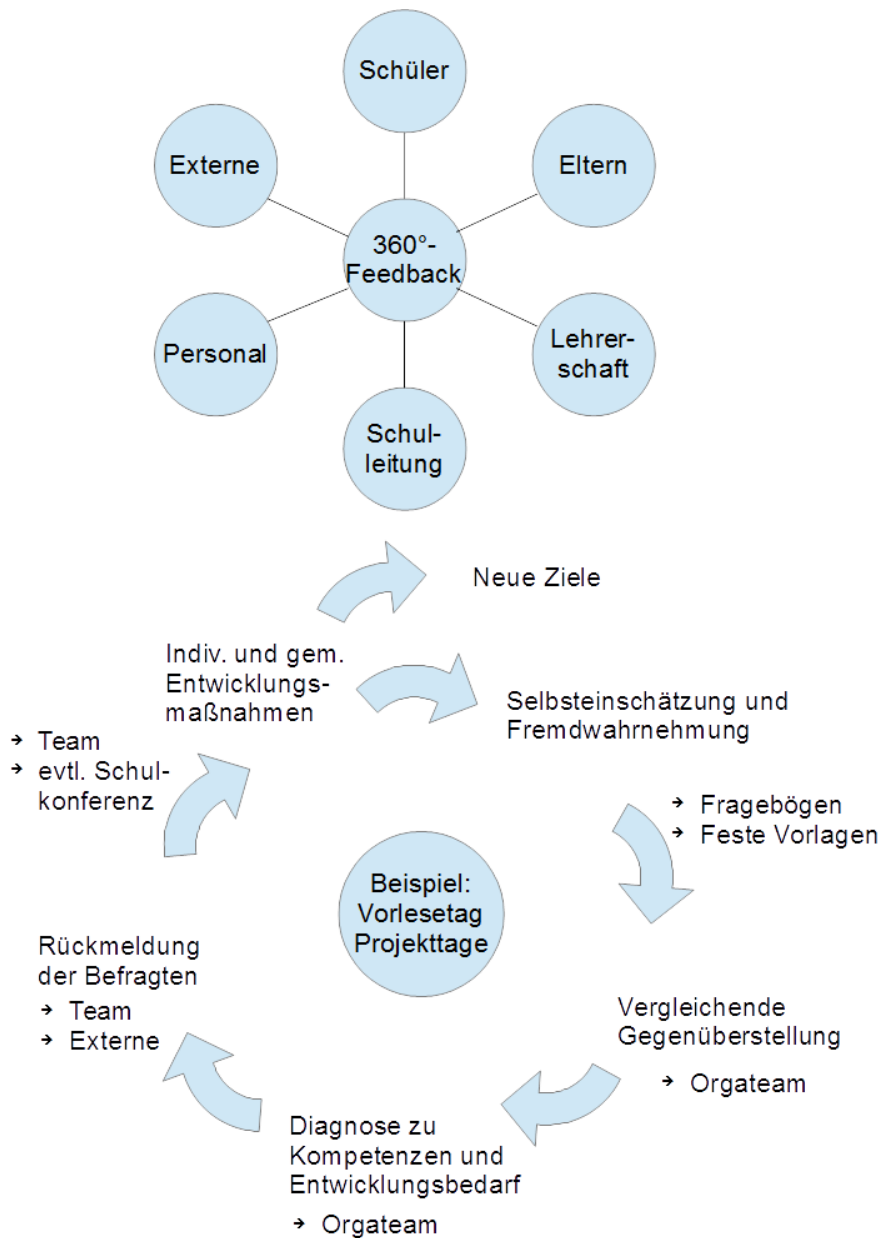 Schüler
Externe
Eltern
360°-
Feedback
Personal
Lehrer-
schaft
Schul-
leitung
Neue Ziele
Indiv. und gem.
Entwicklungs-
maßnahmen
Selbsteinschätzung und
Fremdwahrnehmung
→ Team
→ evtl. Schul-
konferenz
→ Fragebögen
→ Feste Vorlagen
Beispiel:
Vorlesetag
Projekttage
Rückmeldung
der Befragten
→ Team
→ Externe
Vergleichende
Gegenüberstellung
→ Orgateam
Diagnose zu
Kompetenzen und
Entwicklungsbedarf
→ Orgateam